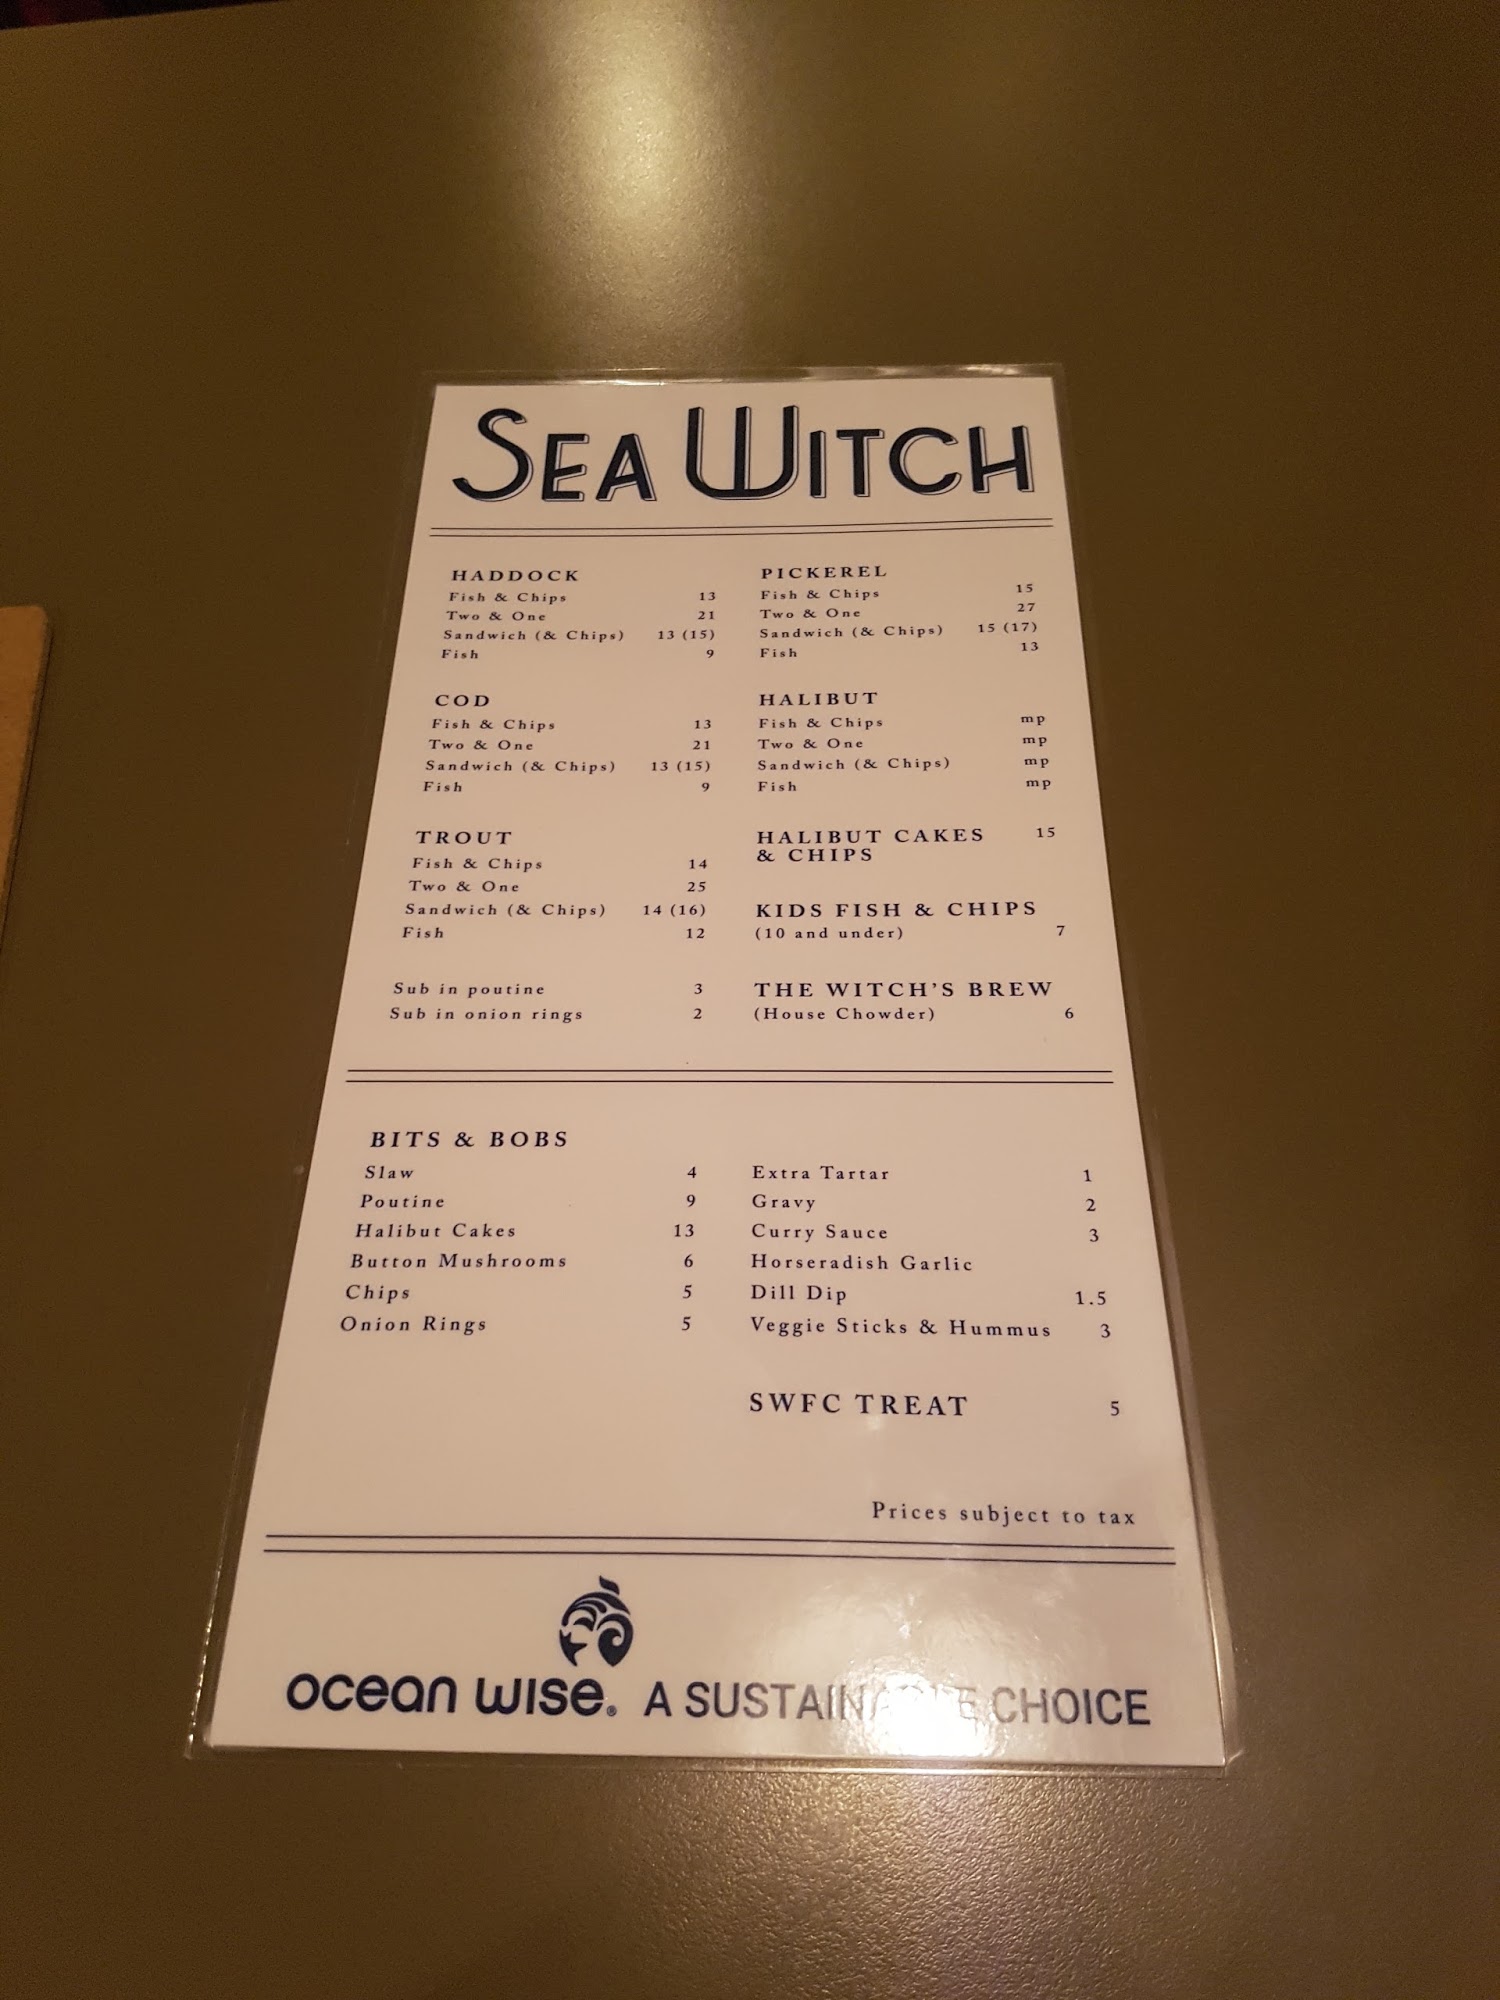 SEA WITCH
HADDOCK
Fish & Chips 13
Two & One 21
Sandwich (& Chips) 13 (15)
Fish 9
COD
Fish & Chips 13
Two & One 21
Sandwich (& Chips) 13 (15)
Fish 9
TROUT
Fish & Chips 14
Two & One 25
Sandwich (& Chips) 14 (16)
Fish 12
Sub in poutine 3
Sub in onion rings 2
PICKEREL
Fish & Chips 15
Two & One 27
Sandwich (& Chips) 15 (17)
Fish 13
HALIBUT
Fish & Chips mp
Two & One mp
Sandwich (& Chips) mp
Fish mp
HALIBUT CAKES 15
& CHIPS
KIDS FISH & CHIPS
(10 and under) 7
THE WITCH'S BREW
(House Chowder) 6
BITS & BOBS
Slaw 4
Poutine 9
Halibut Cakes 13
Button Mushrooms 6
Chips 5
Onion Rings 5
Extra Tartar 1
Gravy 2
Curry Sauce 3
Horseradish Garlic
Dill Dip 1.5
Veggie Sticks & Hummus 3
SWFC TREAT 5
Prices subject to tax
ocean wise® A SUSTAINABLE CHOICE